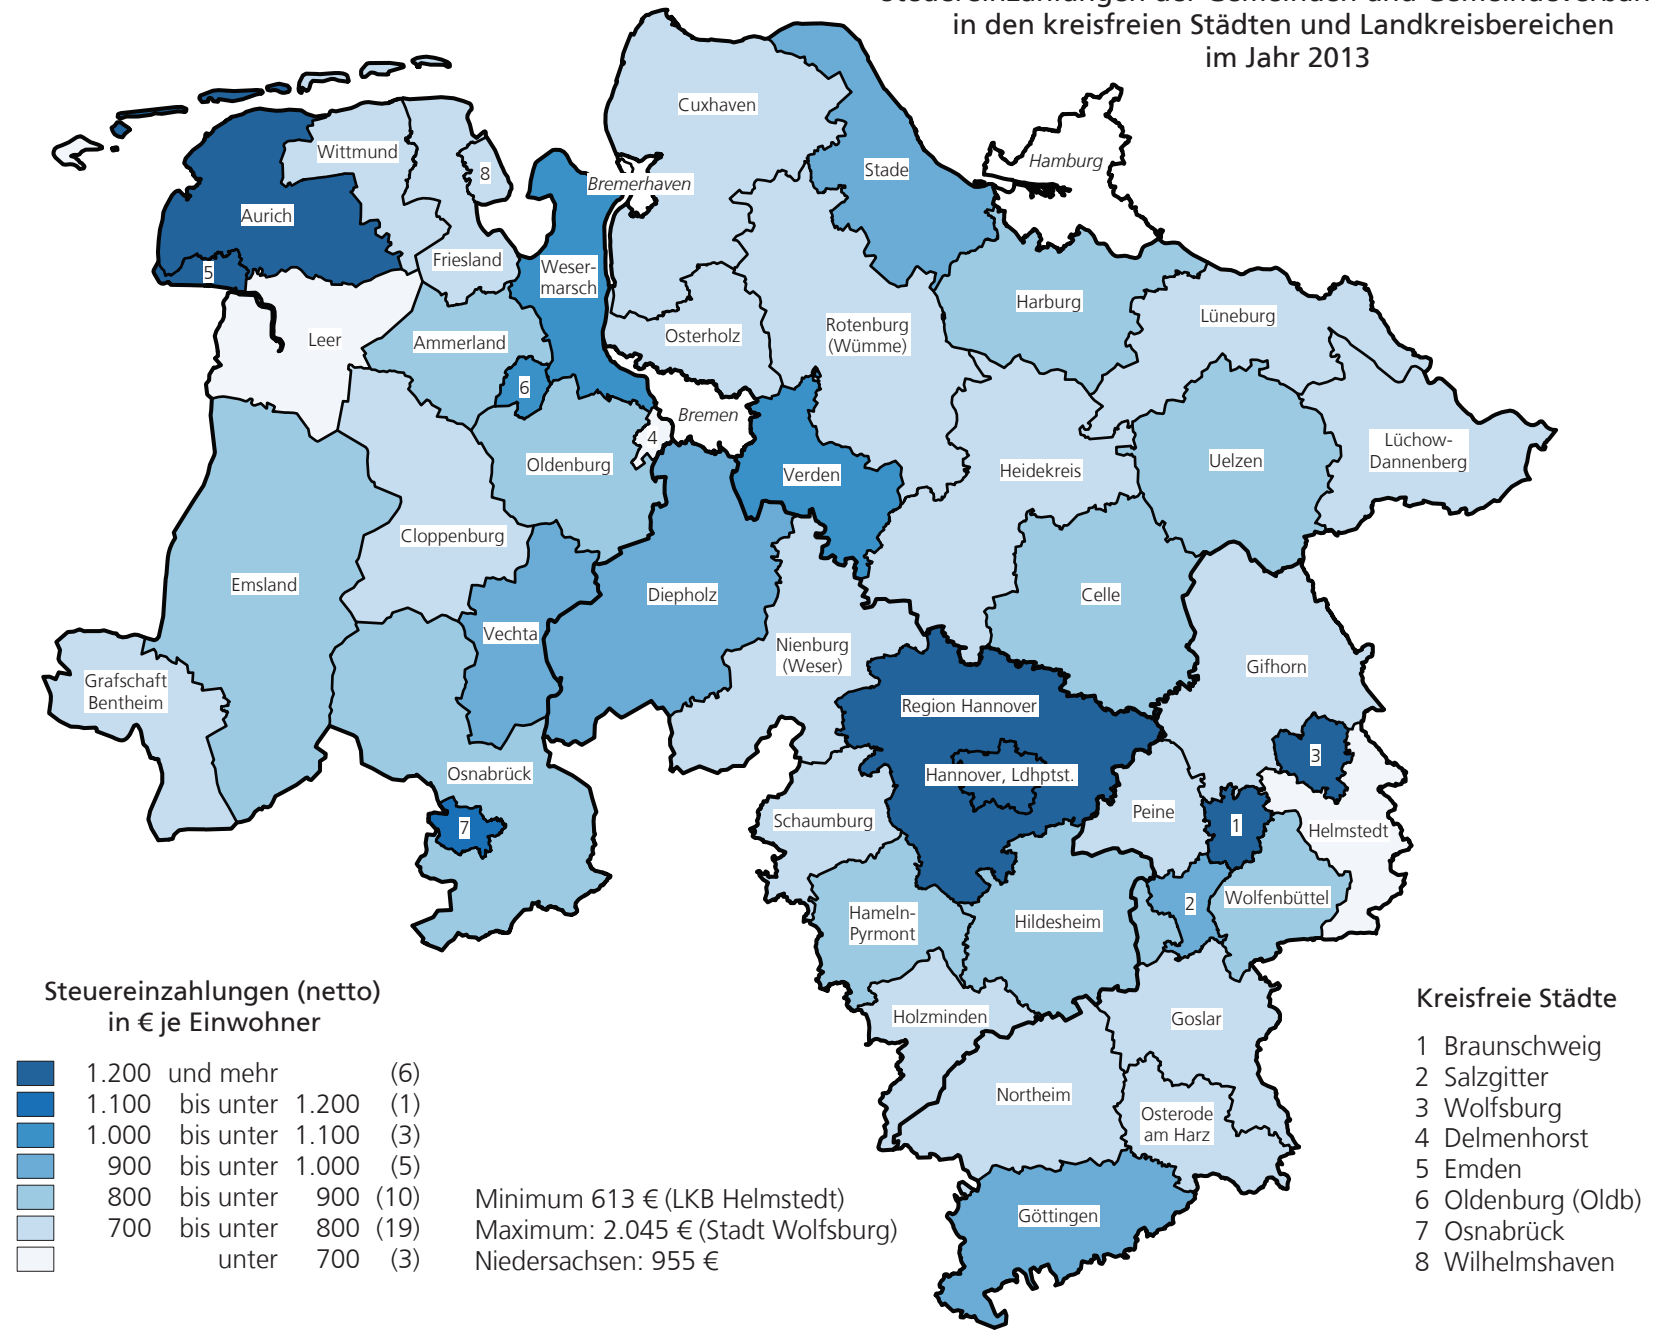 in den kreisfreien Städten und Landkreisbereichen
im Jahr 2013
Cuxhaven
Wittmund
8
Stade
Hamburg
Bremerhaven
Aurich
5
Friesland
Weser-
marsch
Harburg
Lüneburg
Leer
Ammerland
Osterholz
Rotenburg
(Wümme)
6
Bremen
4
Lüchow-
Dannenberg
Oldenburg
Verden
Heidekreis
Uelzen
Cloppenburg
Emsland
Diepholz
Celle
Vechta
Nienburg
(Weser)
Gifhorn
Grafschaft
Bentheim
Region Hannover
3
Osnabrück
Hannover, Ldhptst.
7
Schaumburg
Peine
1
Helmstedt
2
Wolfenbüttel
Hameln-
Pyrmont
Hildesheim
Holzminden
Goslar
Northeim
Osterode
am Harz
Göttingen
Steuereinzahlungen (netto)
in € je Einwohner
1.200 und mehr (6)
1.100 bis unter 1.200 (1)
1.000 bis unter 1.100 (3)
900 bis unter 1.000 (5)
800 bis unter 900 (10)
700 bis unter 800 (19)
unter 700 (3)
Minimum 613 € (LKB Helmstedt)
Maximum: 2.045 € (Stadt Wolfsburg)
Niedersachsen: 955 €
Kreisfreie Städte
1 Braunschweig
2 Salzgitter
3 Wolfsburg
4 Delmenhorst
5 Emden
6 Oldenburg (Oldb)
7 Osnabrück
8 Wilhelmshaven